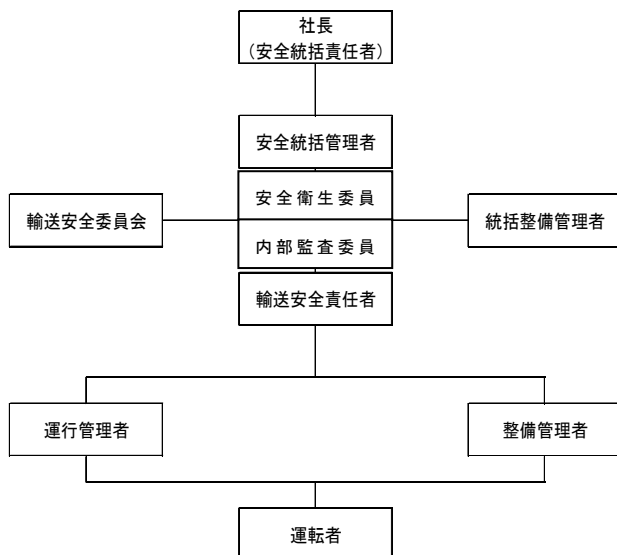 社長
（安全統括責任者）
安全統括管理者
安全衛生委員
輸送安全委員会
統括整備管理者
内部監査委員
輸送安全責任者
運行管理者
整備管理者
運転者